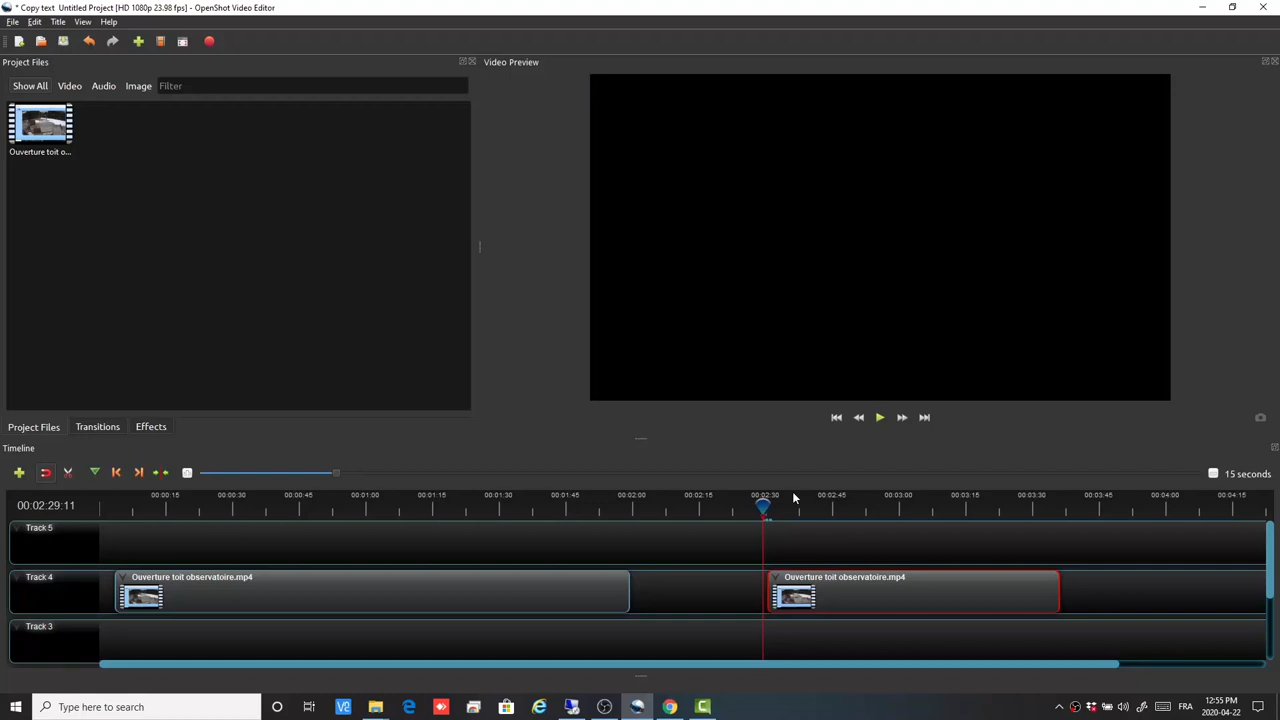 * Copy text  Untitled Project [HD 1080p 23.98 fps] - OpenShot Video Editor
File Edit Title View Help
Project Files
Video Preview
Show All Video Audio Image Filter
Ouverture toit o...
Project Files Transitions Effects
Timeline
15 seconds
00:02:29:11
00:00:15 00:00:30 00:00:45 00:01:00 00:01:15 00:01:30 00:01:45 00:02:00 00:02:15 00:02:30 00:02:45 00:03:00 00:03:15 00:03:30 00:03:45 00:04:00 00:04:15
Track 5
Track 4
Ouverture toit observatoire.mp4
Ouverture toit observatoire.mp4
Track 3
Type here to search
FRA
12:55 PM
2020-04-22